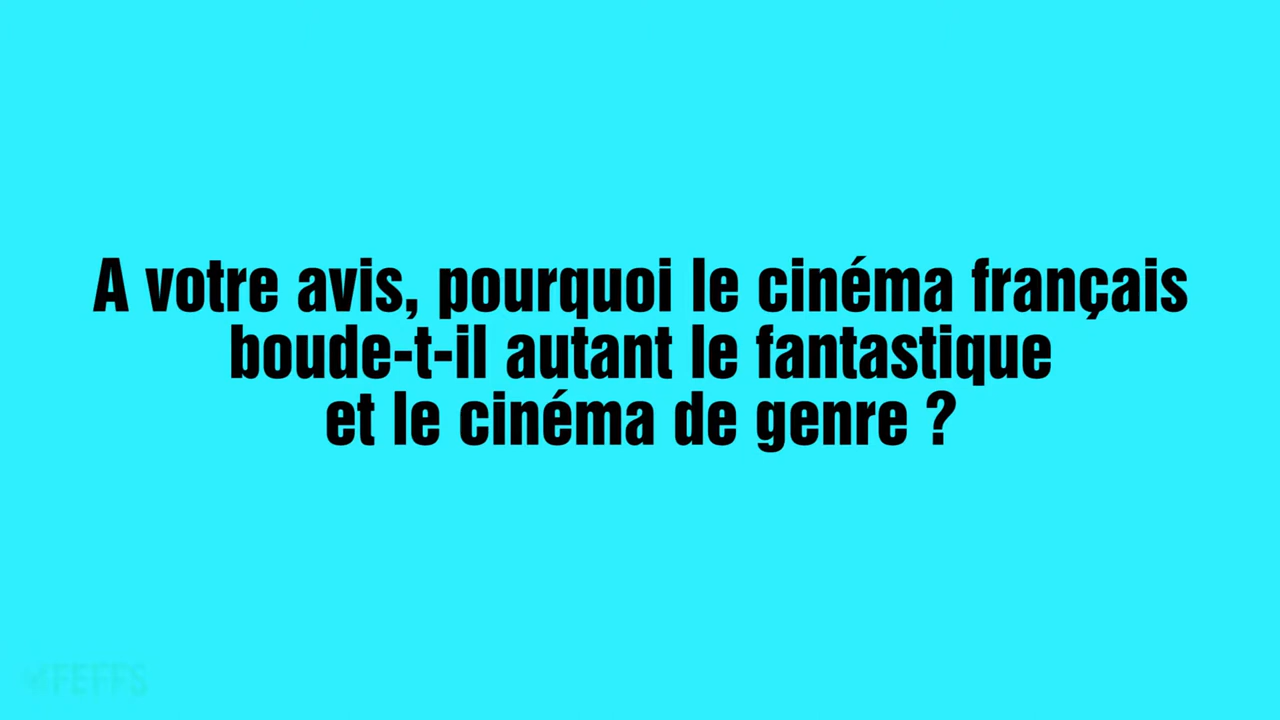 A votre avis, pourquoi le cinéma français
boude-t-il autant le fantastique
et le cinéma de genre ?
FEFFS